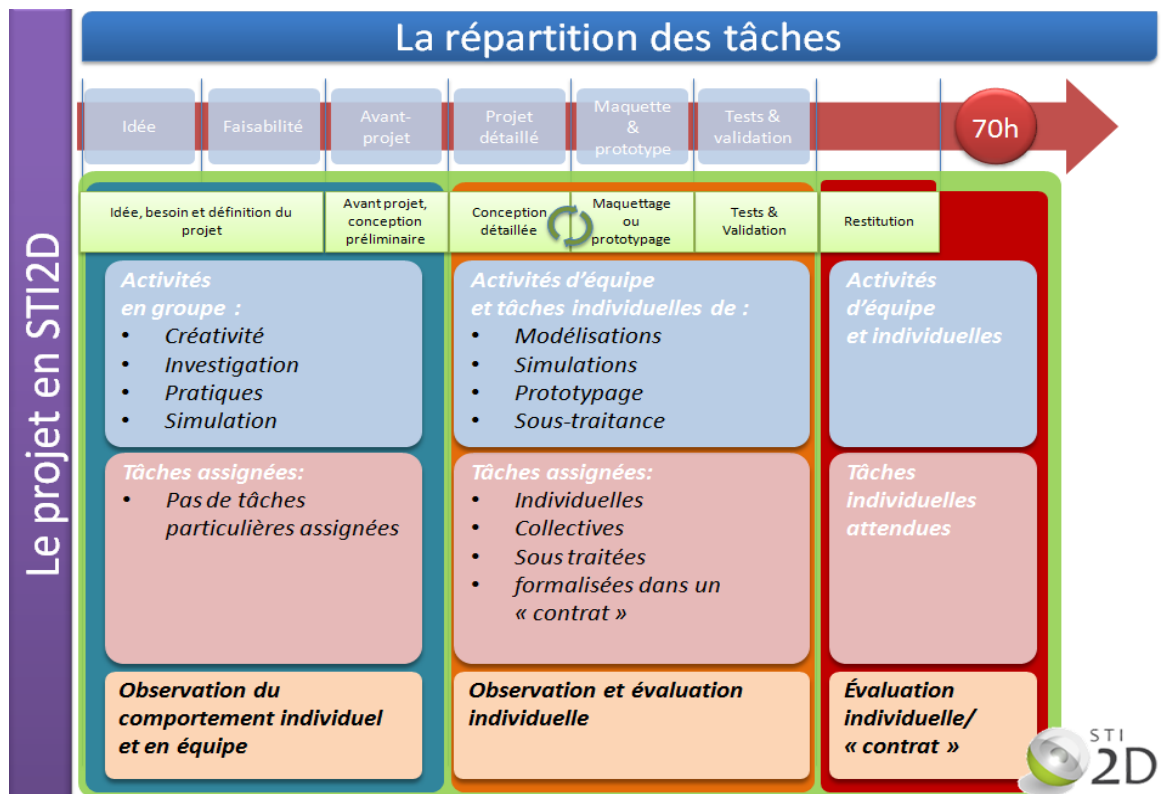 La répartition des tâches
Le projet en STI2D
Idée
Faisabilité
Avant-
projet
Projet
détaillé
Maquette
&
prototype
Tests &
validation
70h
Idée, besoin et définition du
projet
Avant projet,
conception
préliminaire
Conception
détaillée
Maquettage
ou
prototypage
Tests &
Validation
Restitution
Activités
en groupe :
• Créativité
• Investigation
• Pratiques
• Simulation
Activités d'équipe
et tâches individuelles de :
• Modélisations
• Simulations
• Prototypage
• Sous-traitance
Activités
d'équipe
et individuelles
Tâches assignées:
• Pas de tâches
particulières assignées
Tâches assignées:
• Individuelles
• Collectives
• Sous traitées
• formalisées dans un
« contrat »
Tâches
individuelles
attendues
Observation du
comportement individuel
et en équipe
Observation et évaluation
individuelle
Évaluation
individuelle/
« contrat »
STI
2D